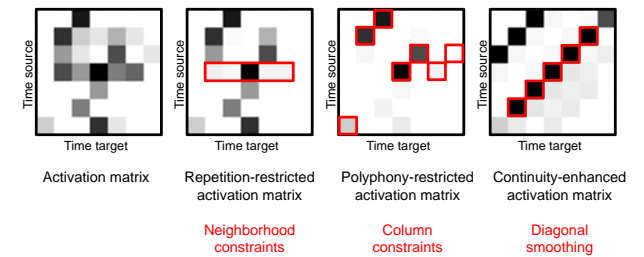 Time source
Time target
Activation matrix
Time source
Time target
Repetition-restricted
activation matrix
Neighborhood
constraints
Time source
Time target
Polyphony-restricted
activation matrix
Column
constraints
Time source
Time target
Continuity-enhanced
activation matrix
Diagonal
smoothing